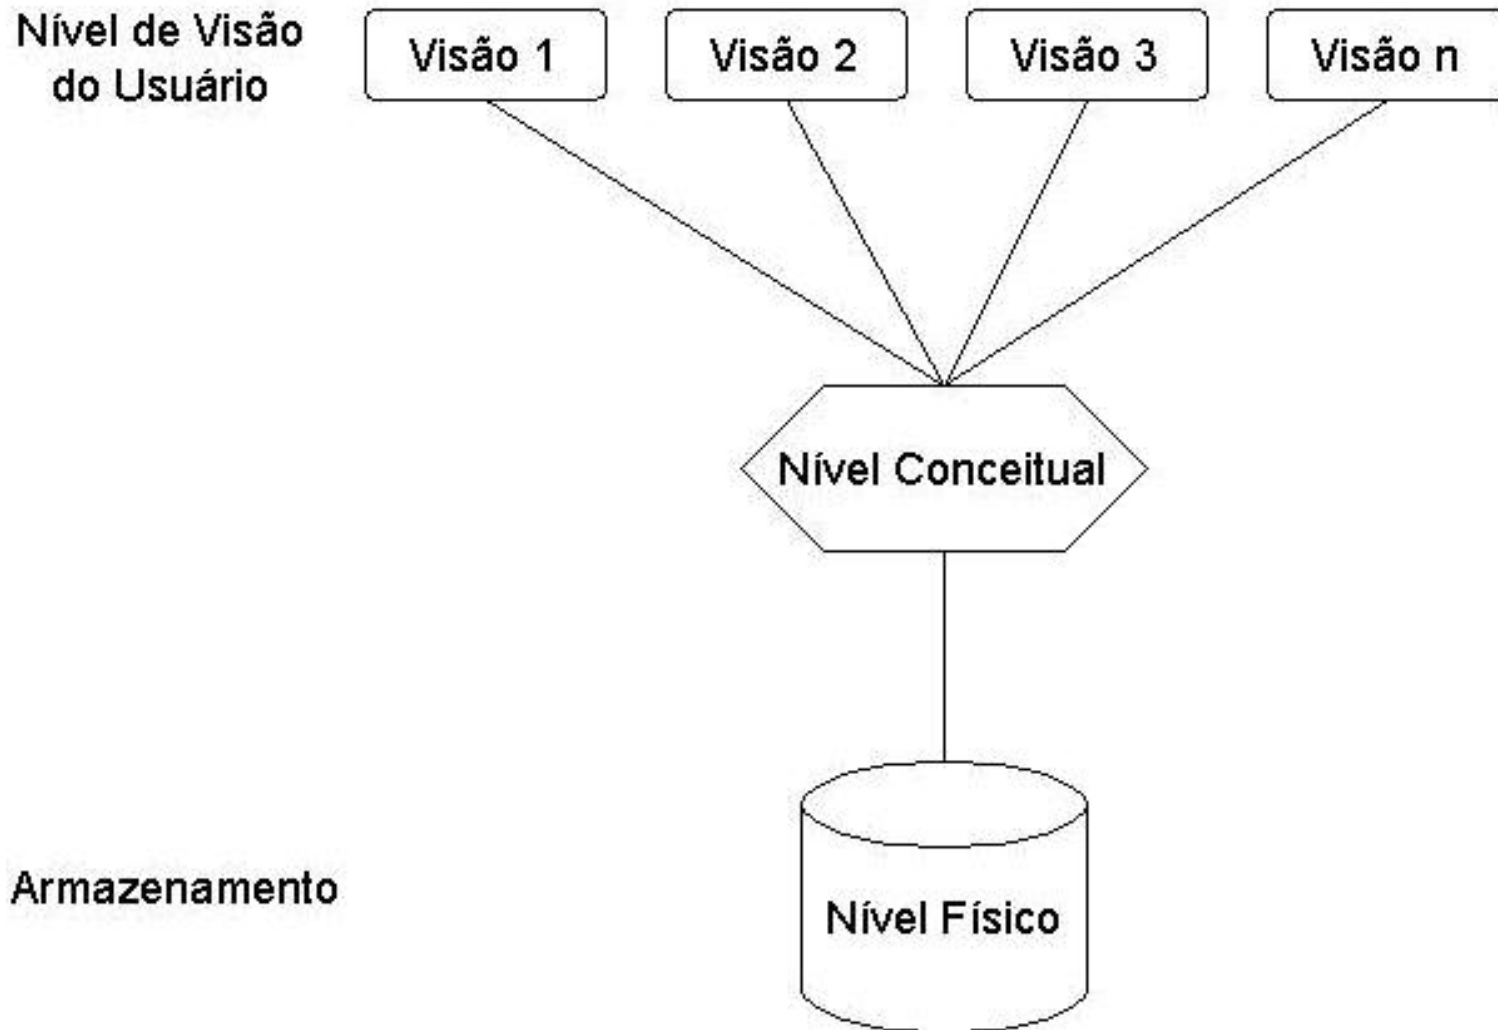 Nível de Visão
do Usuário
Visão 1
Visão 2
Visão 3
Visão n
Nível Conceitual
Armazenamento
Nível Físico